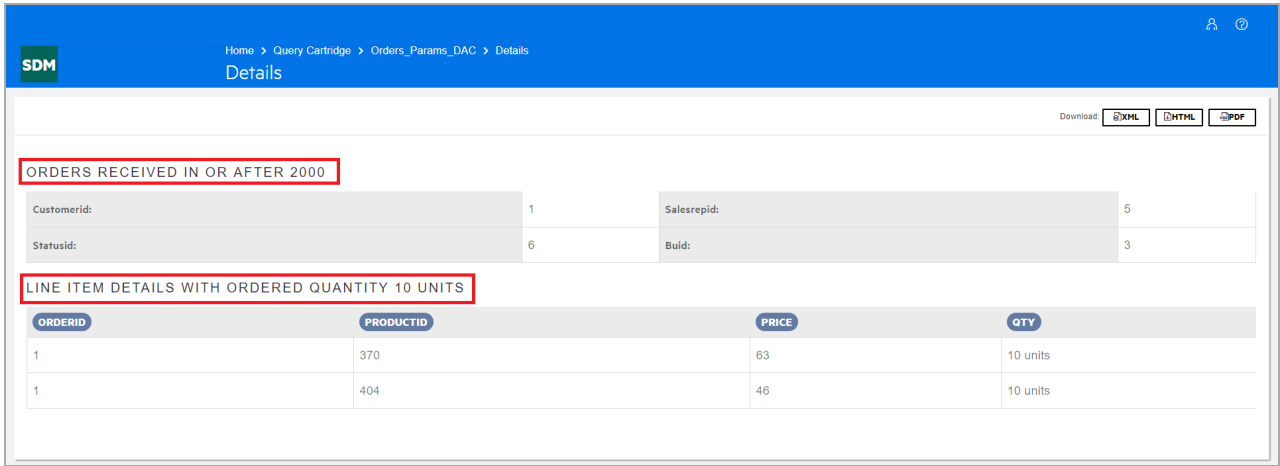 Home > Query Cartridge > Orders_Params_DAC > Details
SDM
Details
Download: XML HTML PDF
ORDERS RECEIVED IN OR AFTER 2000
Customerid: 1 Salesrepid: 5
Statusid: 6 Buid: 3
LINE ITEM DETAILS WITH ORDERED QUANTITY 10 UNITS
ORDERID PRODUCTID PRICE QTY
1 370 63 10 units
1 404 46 10 units